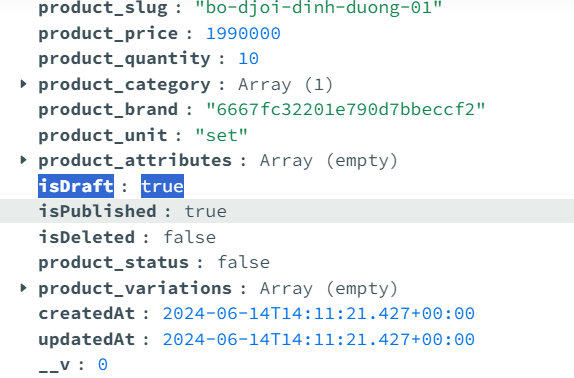 product_slug : "bo-djoi-dinh-duong-01"
product_price : 1990000
product_quantity : 10
product_category : Array (1)
product_brand : "6667fc32201e790d7bbeccf2"
product_unit : "set"
product_attributes : Array (empty)
isDraft : true
isPublished : true
isDeleted : false
product_status : false
product_variations : Array (empty)
createdAt : 2024-06-14T14:11:21.427+00:00
updatedAt : 2024-06-14T14:11:21.427+00:00
__v : 0